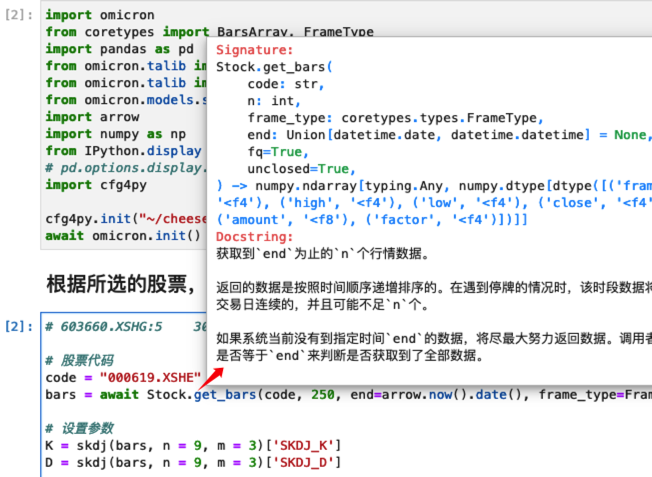 [2]: import omicron
from coretypes import BarsArray, FrameType
import pandas as pd
from omicron.talib
from omicron.talib
from omicron.models.s
import arrow
import numpy as np
from IPython.display
# pd.options.display.
import cfg4py
cfg4py.init("~/cheese
await omicron.init()
Signature:
Stock.get_bars(
code: str,
n: int,
frame_type: coretypes.types.FrameType,
end: Union[datetime.date, datetime.datetime] = None,
fq=True,
unclosed=True,
) -> numpy.ndarray[typing.Any, numpy.dtype[dtype([('fram
'<f4'), ('high', '<f4'), ('low', '<f4'), ('close', '<f4'
('amount', '<f8'), ('factor', '<f4')])]]
Docstring:
获取到`end`为止的`n`个行情数据。
返回的数据是按照时间顺序递增排序的。在遇到停牌的情况时，该时段数据将
交易日连续的，并且可能不足`n`个。
如果系统当前没有到指定时间`end`的数据，将尽最大努力返回数据。调用者
是否等于`end`来判断是否获取到了全部数据。
根据所选的股票，
[2]: # 603660.XSHG:5 30
# 股票代码
code = "000619.XSHE"
bars = await Stock.get_bars(code, 250, end=arrow.now().date(), frame_type=Fram
# 设置参数
K = skdj(bars, n = 9, m = 3)['SKDJ_K']
D = skdj(bars, n = 9, m = 3)['SKDJ_D']